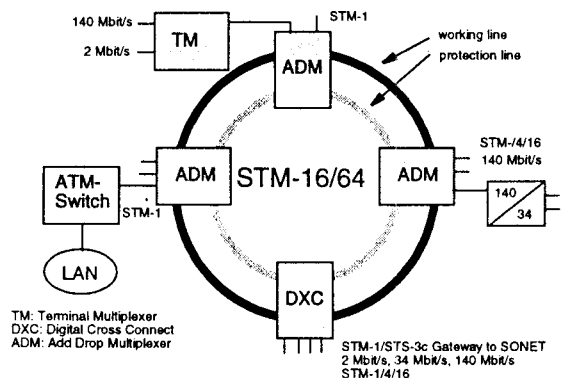 140 Mbit/s
2 Mbit/s
TM
STM-1
ADM
working line
protection line
ADM
STM-16/64
ADM
STM-/4/16
140 Mbit/s
140
34
ATM-
Switch
STM-1
LAN
DXC
TM: Terminal Multiplexer
DXC: Digital Cross Connect
ADM: Add Drop Multiplexer
STM-1/STS-3c Gateway to SONET
2 Mbit/s, 34 Mbit/s, 140 Mbit/s
STM-1/4/16